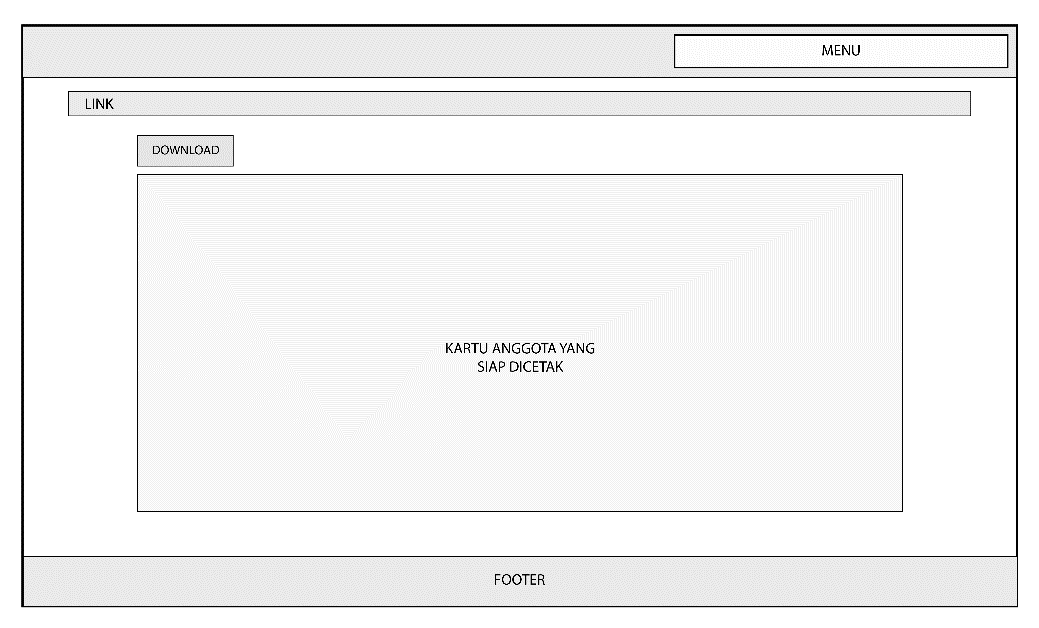 MENU
LINK
DOWNLOAD
KARTU ANGGOTA YANG
SIAP DICETAK
FOOTER